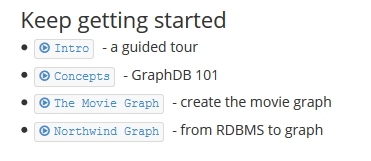 Keep getting started
Intro - a guided tour
Concepts - GraphDB 101
The Movie Graph - create the movie graph
Northwind Graph - from RDBMS to graph